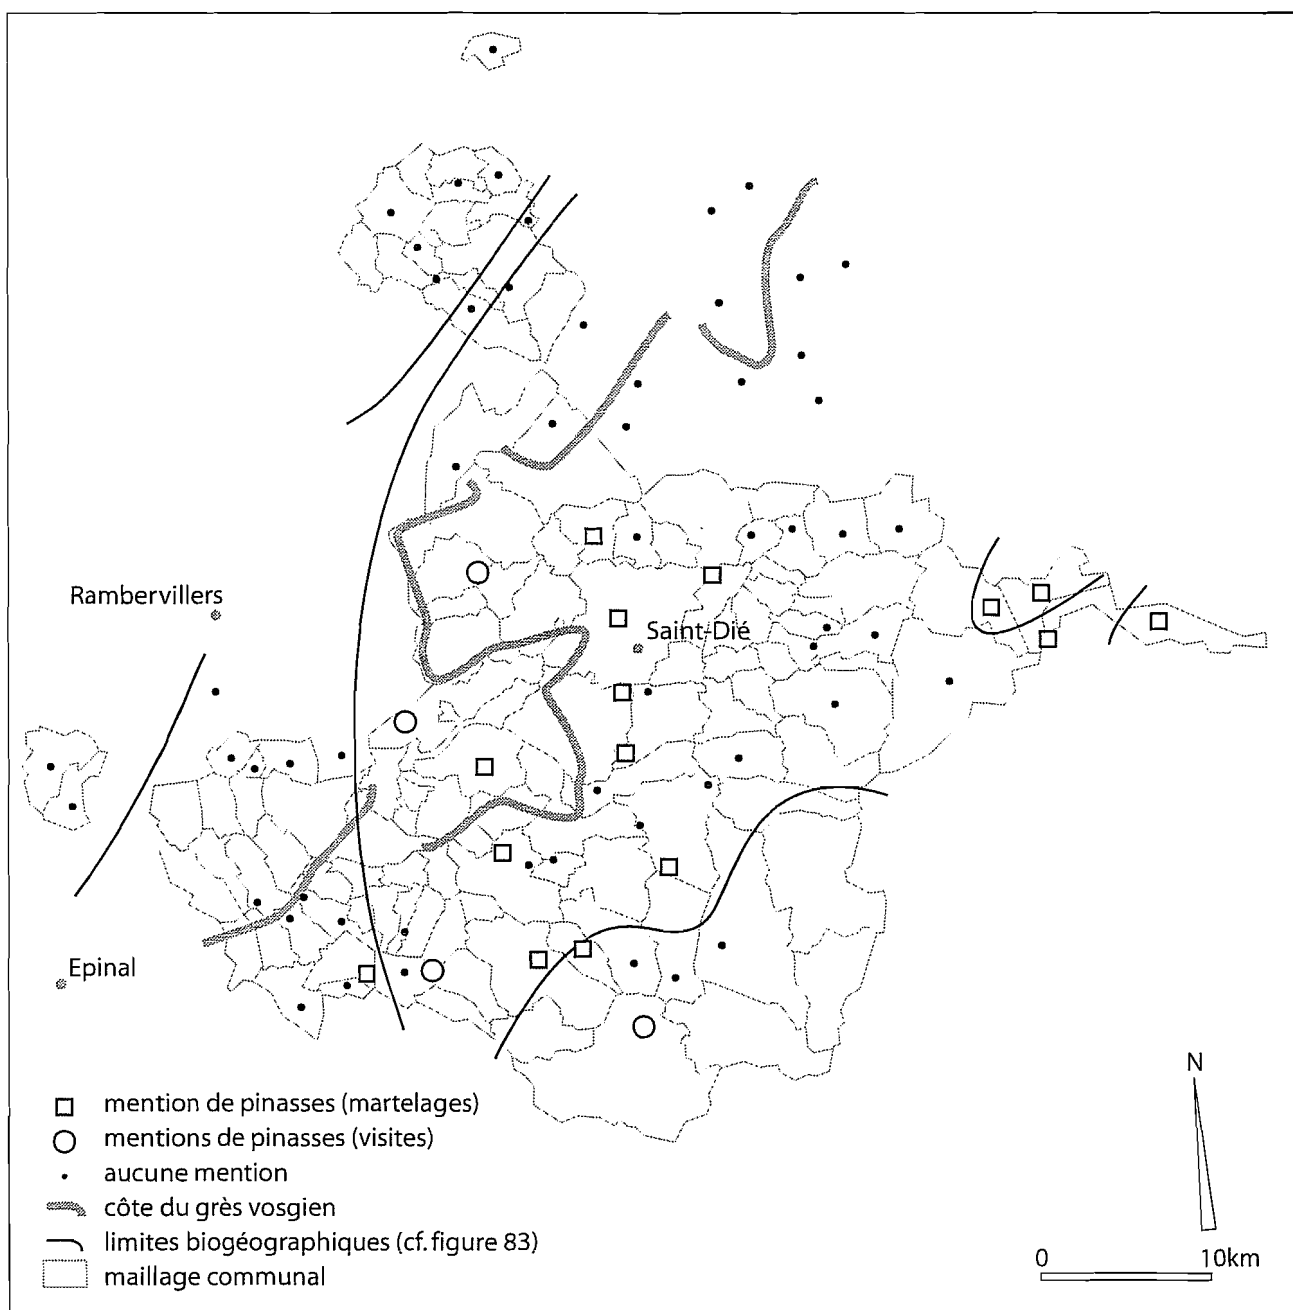 Rambervillers
Saint-Dié
Epinal
N
mention de pinasses (martelages)
mentions de pinasses (visites)
aucune mention
côte du grès vosgien
limites biogéographiques (cf. figure 83)
maillage communal
0 10km